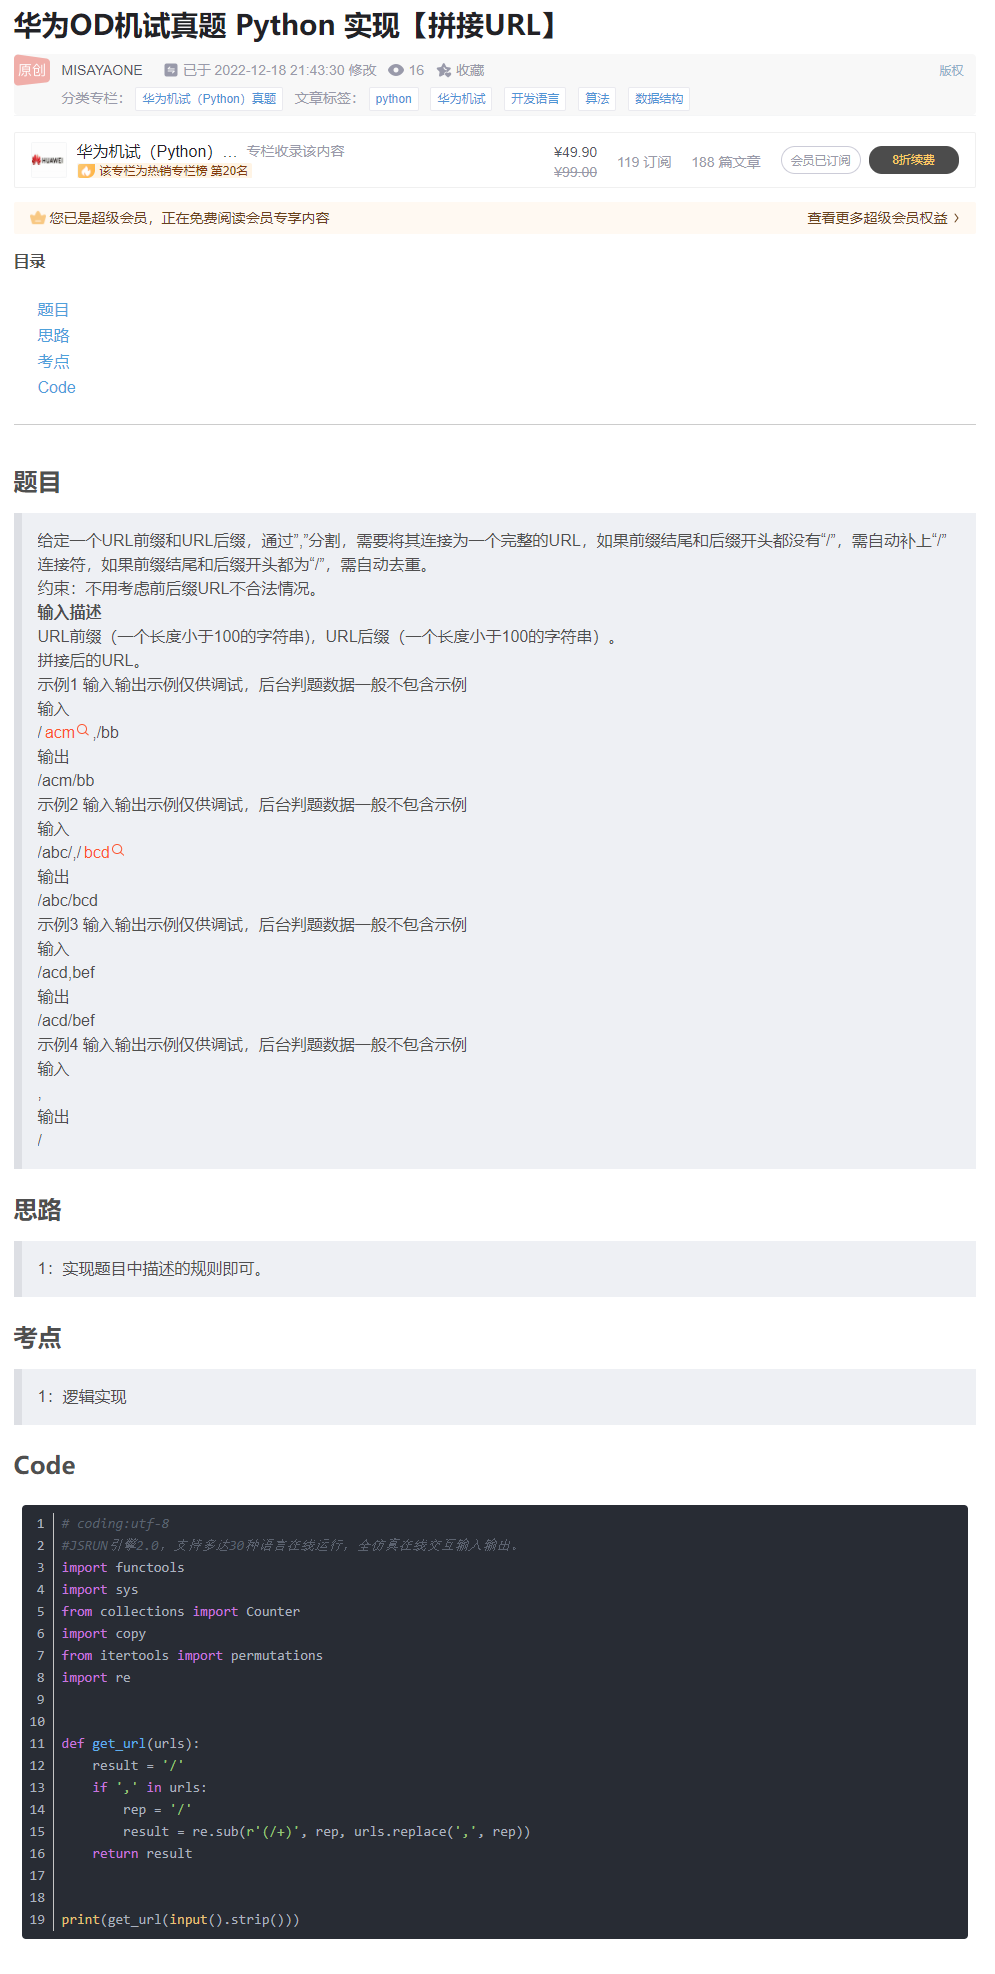 华为OD机试真题 Python 实现【拼接URL】
原创 MISAYAONE 已于 2022-12-18 21:43:30 修改 16 收藏 版权
分类专栏： 华为机试（Python）真题 文章标签： python 华为机试 开发语言 算法 数据结构
HUAWEI 华为机试（Python）... 专栏收录该内容 ¥49.90 119 订阅 188 篇文章 会员已订阅 8折续费
该专栏为热销专栏榜 第20名 ¥99.00
您已是超级会员，正在免费阅读会员专享内容 查看更多超级会员权益
目录
题目
思路
考点
Code
题目
给定一个URL前缀和URL后缀，通过”,”分割，需要将其连接为一个完整的URL，如果前缀结尾和后缀开头都没有“/”，需自动补上“/”
连接符，如果前缀结尾和后缀开头都为“/”，需自动去重。
约束：不用考虑前后缀URL不合法情况。
输入描述
URL前缀（一个长度小于100的字符串)，URL后缀（一个长度小于100的字符串）。
拼接后的URL。
示例1 输入输出示例仅供调试，后台判题数据一般不包含示例
输入
/acm,/bb
输出
/acm/bb
示例2 输入输出示例仅供调试，后台判题数据一般不包含示例
输入
/abc/,/bcd
输出
/abc/bcd
示例3 输入输出示例仅供调试，后台判题数据一般不包含示例
输入
/acd,bef
输出
/acd/bef
示例4 输入输出示例仅供调试，后台判题数据一般不包含示例
输入
,
输出
/
思路
1：实现题目中描述的规则即可。
考点
1：逻辑实现
Code
1 # coding:utf-8
2 #JSRUN引擎2.0，支持多达30种语言在线运行，全仿真在线交互输入输出。
3 import functools
4 import sys
5 from collections import Counter
6 import copy
7 from itertools import permutations
8 import re
9
10
11 def get_url(urls):
12     result = '/'
13     if ',' in urls:
14         rep = '/'
15         result = re.sub(r'(/+)', rep, urls.replace(',', rep))
16     return result
17
18
19 print(get_url(input().strip()))